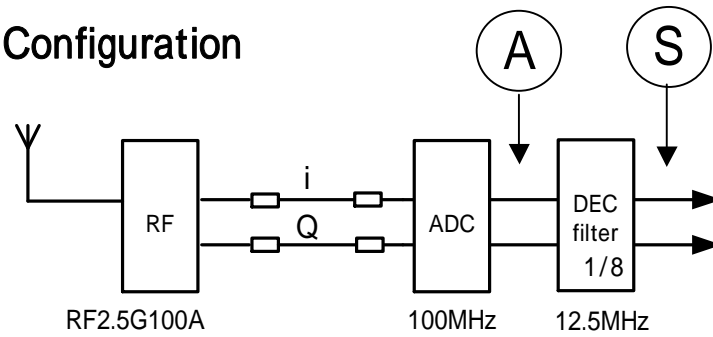 Configuration
A
S
i
Q
RF
ADC
DEC
filter
1/8
RF2.5G100A
100MHz
12.5MHz